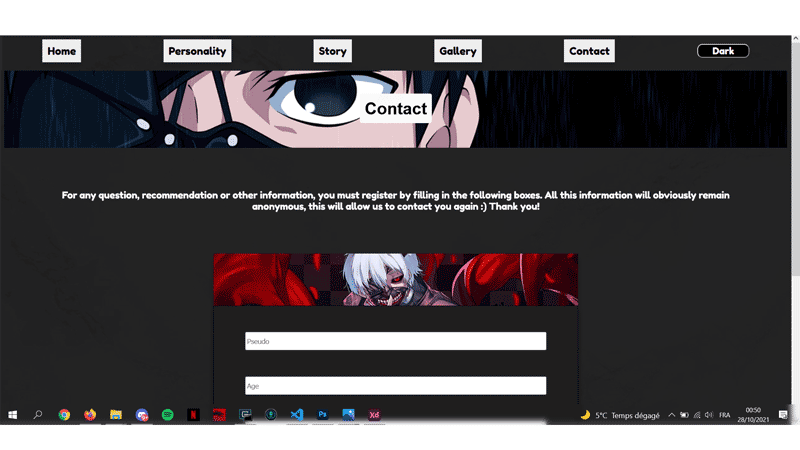 Home Personality Story Gallery Contact Dark
Contact
For any question, recommendation or other information, you must register by filling in the following boxes. All this information will obviously remain
anonymous, this will allow us to contact you again :) Thank you!
Pseudo
Age
5°C Temps dégagé FRA 00:50
28/10/2021